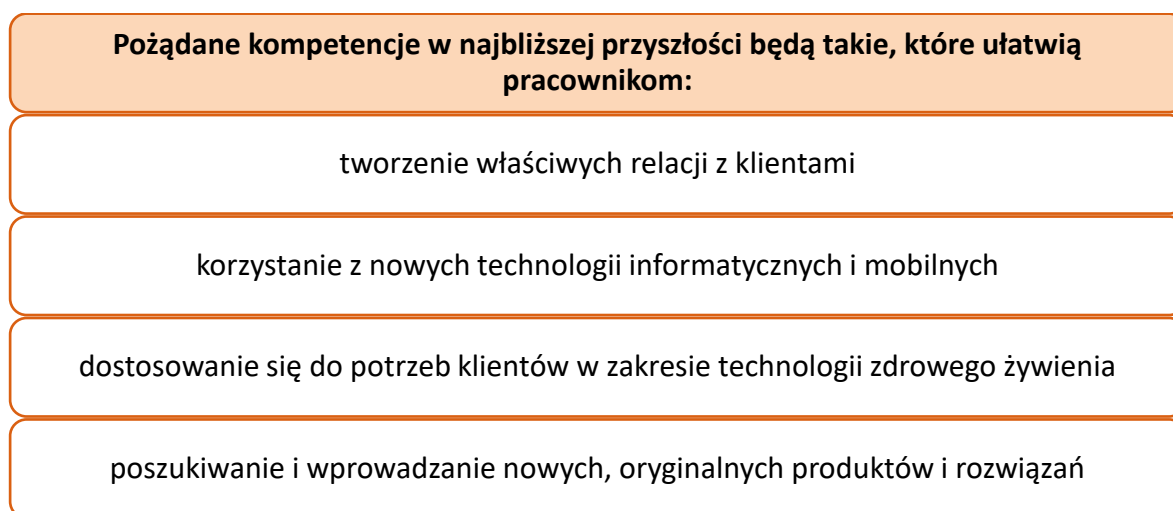 Pożądane kompetencje w najbliższej przyszłości będą takie, które ułatwią
pracownikom:
tworzenie właściwych relacji z klientami
korzystanie z nowych technologii informatycznych i mobilnych
dostosowanie się do potrzeb klientów w zakresie technologii zdrowego żywienia
poszukiwanie i wprowadzanie nowych, oryginalnych produktów i rozwiązań